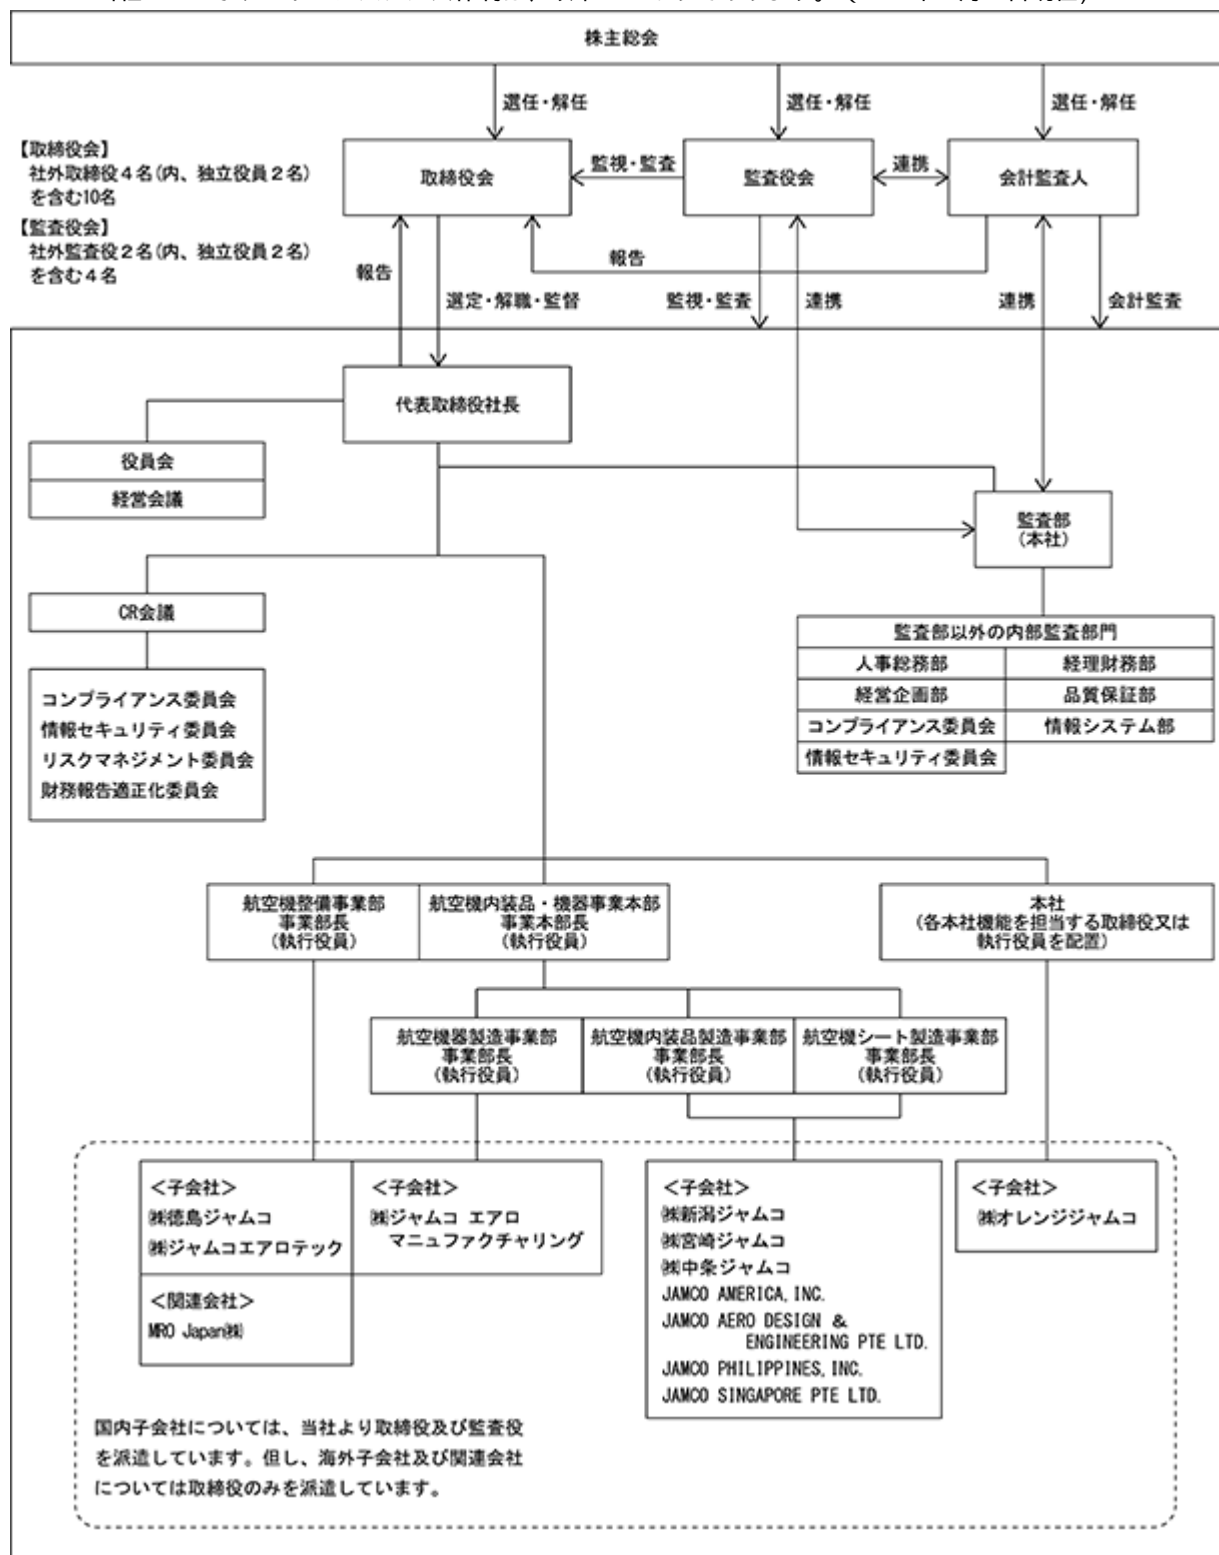 株主総会
選任・解任
選任・解任
選任・解任
【取締役会】
社外取締役４名(内、独立役員２名)
を含む10名
【監査役会】
社外監査役２名(内、独立役員２名)
を含む４名
取締役会
監視・監査
監査役会
連携
会計監査人
報告
報告
選定・解職・監督
監視・監査
連携
連携
会計監査
代表取締役社長
役員会
経営会議
監査部
(本社)
CR会議
コンプライアンス委員会
情報セキュリティ委員会
リスクマネジメント委員会
財務報告適正化委員会
監査部以外の内部監査部門
人事総務部
経理財務部
経営企画部
品質保証部
コンプライアンス委員会
情報システム部
情報セキュリティ委員会
航空機整備事業部
事業部長
(執行役員)
航空機内装品・機器事業本部
事業本部長
(執行役員)
本社
(各本社機能を担当する取締役又は
執行役員を配置)
航空機器製造事業部
事業部長
(執行役員)
航空機内装品製造事業部
事業部長
(執行役員)
航空機シート製造事業部
事業部長
(執行役員)
＜子会社＞
㈱徳島ジャムコ
㈱ジャムコエアロテック
＜関連会社＞
MRO Japan㈱
＜子会社＞
㈱ジャムコ エアロ
マニュファクチャリング
＜子会社＞
㈱新潟ジャムコ
㈱宮崎ジャムコ
㈱中条ジャムコ
JAMCO AMERICA, INC.
JAMCO AERO DESIGN &
ENGINEERING PTE LTD.
JAMCO PHILIPPINES, INC.
JAMCO SINGAPORE PTE LTD.
＜子会社＞
㈱オレンジジャムコ
国内子会社については、当社より取締役及び監査役
を派遣しています。但し、海外子会社及び関連会社
については取締役のみを派遣しています。